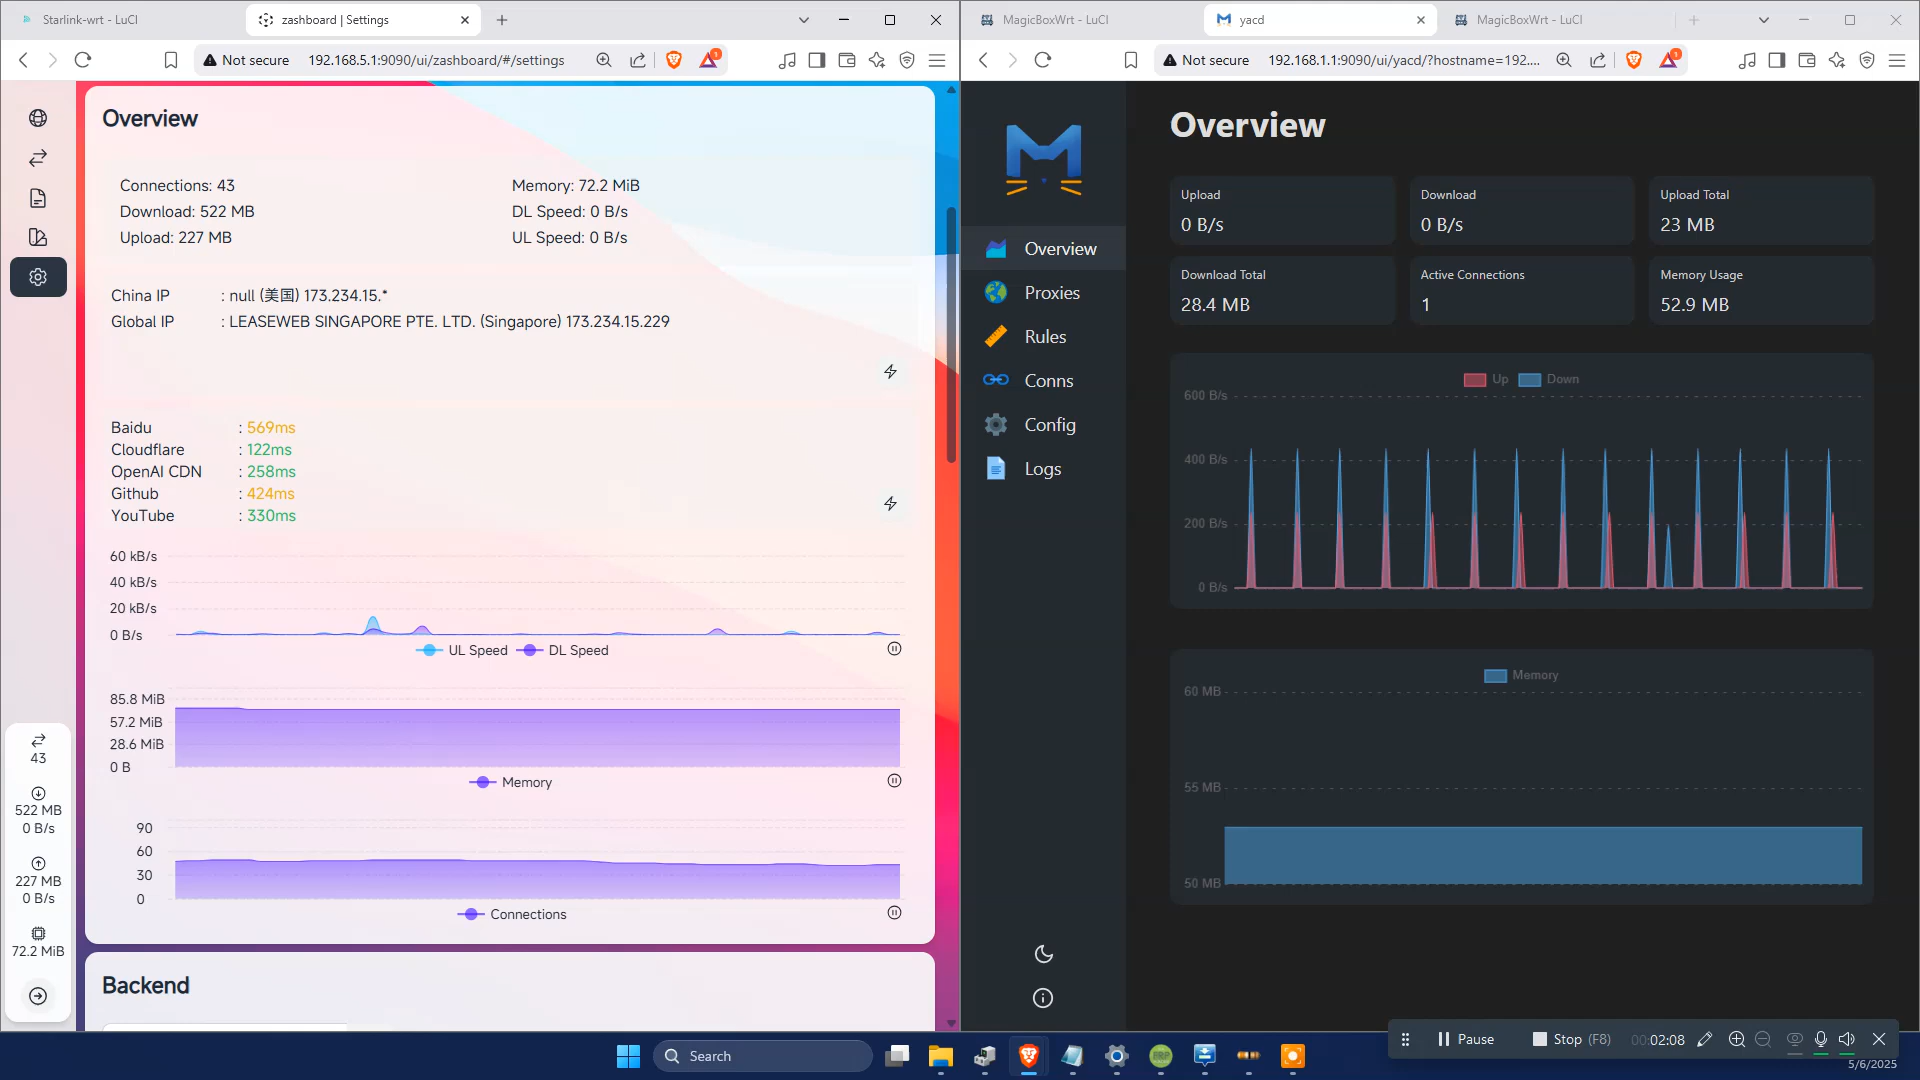 Starlink-wrt - LuCI
zashboard | Settings
Not secure
192.168.5.1:9090/ui/zashboard/#/settings
1
Overview
Connections: 43
Memory: 72.2 MiB
Download: 522 MB
DL Speed: 0 B/s
Upload: 227 MB
UL Speed: 0 B/s
China IP : null (美国) 173.234.15.*
Global IP : LEASEWEB SINGAPORE PTE. LTD. (Singapore) 173.234.15.229
Baidu : 569ms
Cloudflare : 122ms
OpenAI CDN : 258ms
Github : 424ms
YouTube : 330ms
60 kB/s
40 kB/s
20 kB/s
0 B/s
UL Speed DL Speed
85.8 MiB
57.2 MiB
28.6 MiB
0 B
Memory
90
60
30
0
Connections
Backend
43
522 MB
0 B/s
227 MB
0 B/s
72.2 MiB
MagicBoxWrt - LuCI
yacd
MagicBoxWrt - LuCI
Not secure
192.168.1.1:9090/ui/yacd/?hostname=192....
1
Overview
Proxies
Rules
Conns
Config
Logs
Overview
Upload
0 B/s
Download
0 B/s
Upload Total
23 MB
Download Total
28.4 MB
Active Connections
1
Memory Usage
52.9 MB
Up Down
600 B/s
400 B/s
200 B/s
0 B/s
Memory
60 MB
55 MB
50 MB
Pause
Stop (F8)
00:02:08
Search
ERP
5/6/2025